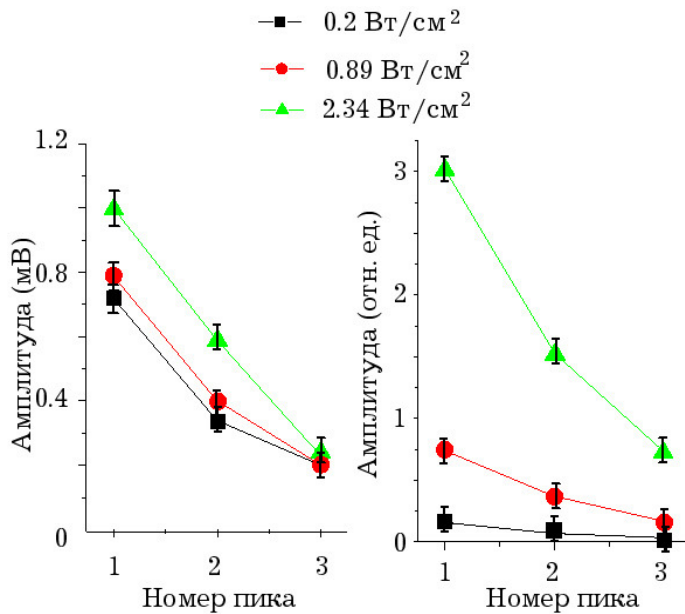 0.2 Вт/см²
0.89 Вт/см²
2.34 Вт/см²
1.2
0.8
0.4
0
Амплитуда (мВ)
1 2 3
Номер пика
3
2
1
0
Амплитуда (отн. ед.)
1 2 3
Номер пика